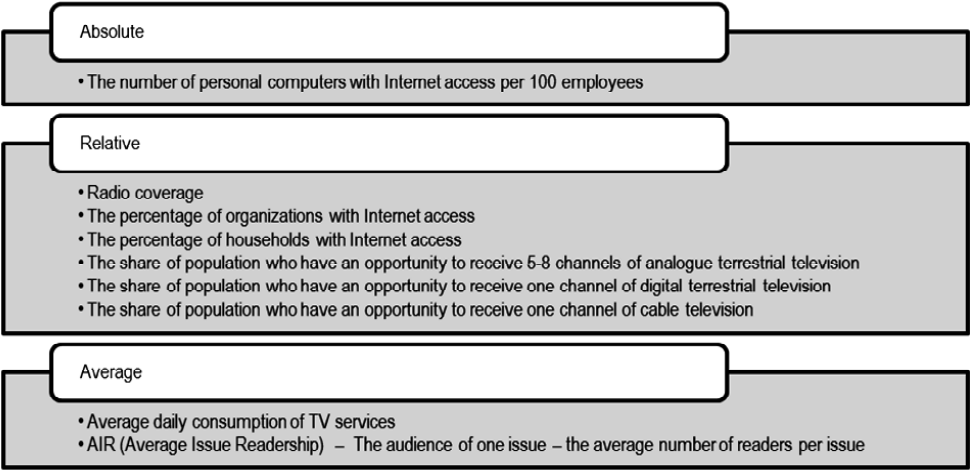 Absolute
• The number of personal computers with Internet access per 100 employees
Relative
• Radio coverage
• The percentage of organizations with Internet access
• The percentage of households with Internet access
• The share of population who have an opportunity to receive 5-8 channels of analogue terrestrial television
• The share of population who have an opportunity to receive one channel of digital terrestrial television
• The share of population who have an opportunity to receive one channel of cable television
Average
• Average daily consumption of TV services
• AIR (Average Issue Readership) – The audience of one issue – the average number of readers per issue